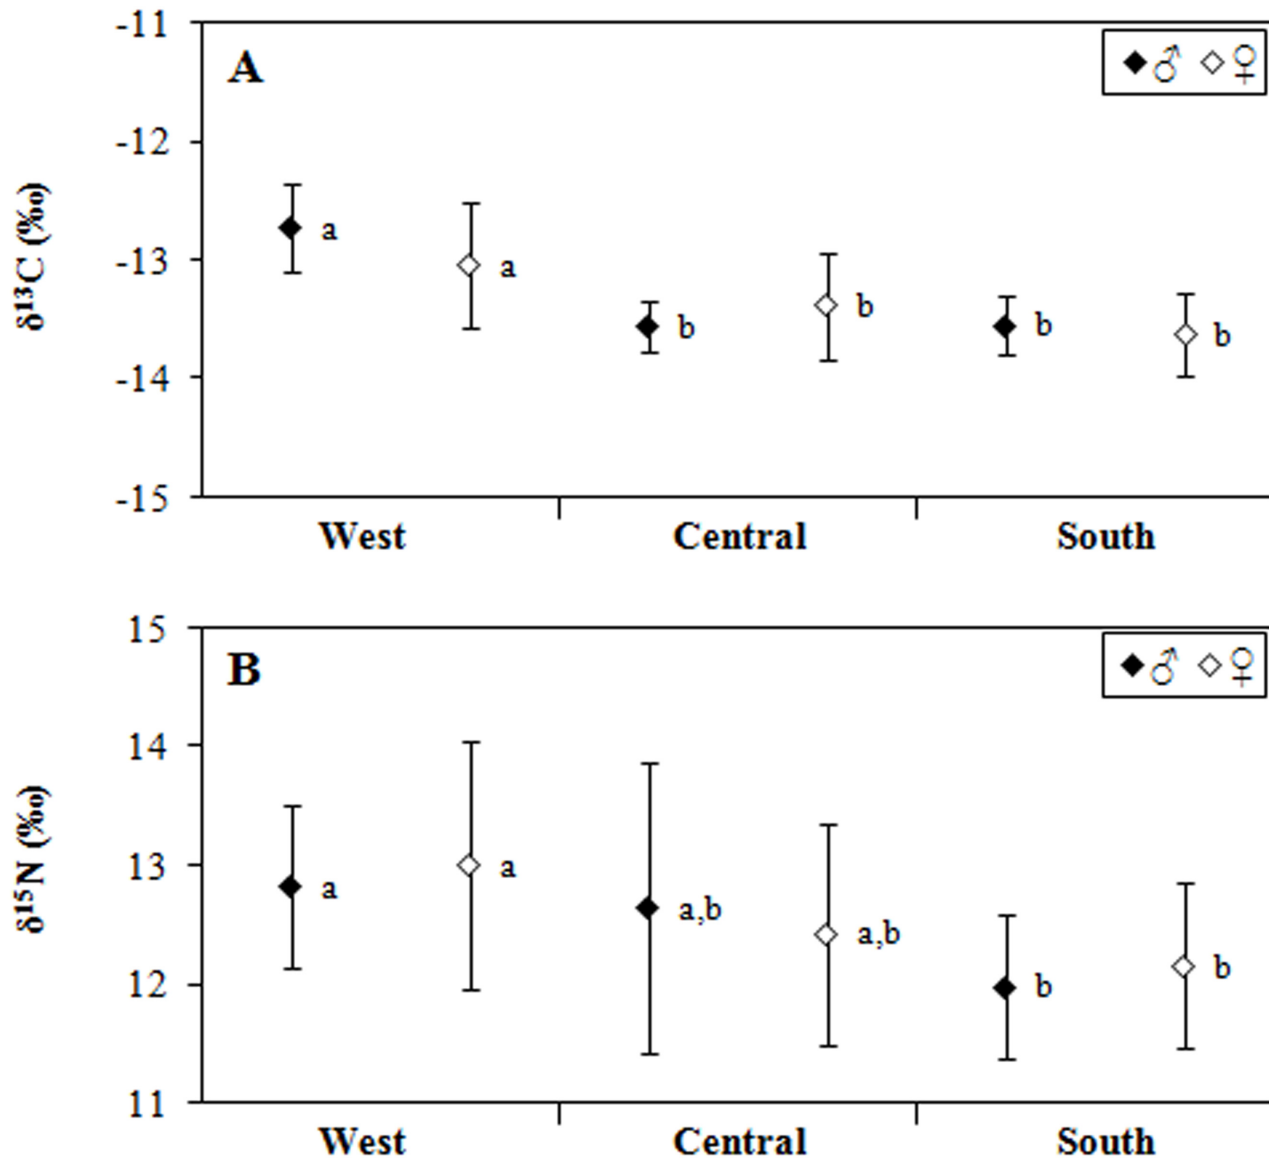 -11
A
♂ ♀
-12
a
a
-13
b
b
b
b
-14
-15
δ¹³C (‰)
West Central South
15
B
♂ ♀
14
13
a
a
a,b
a,b
b
b
12
11
δ¹⁵N (‰)
West Central South